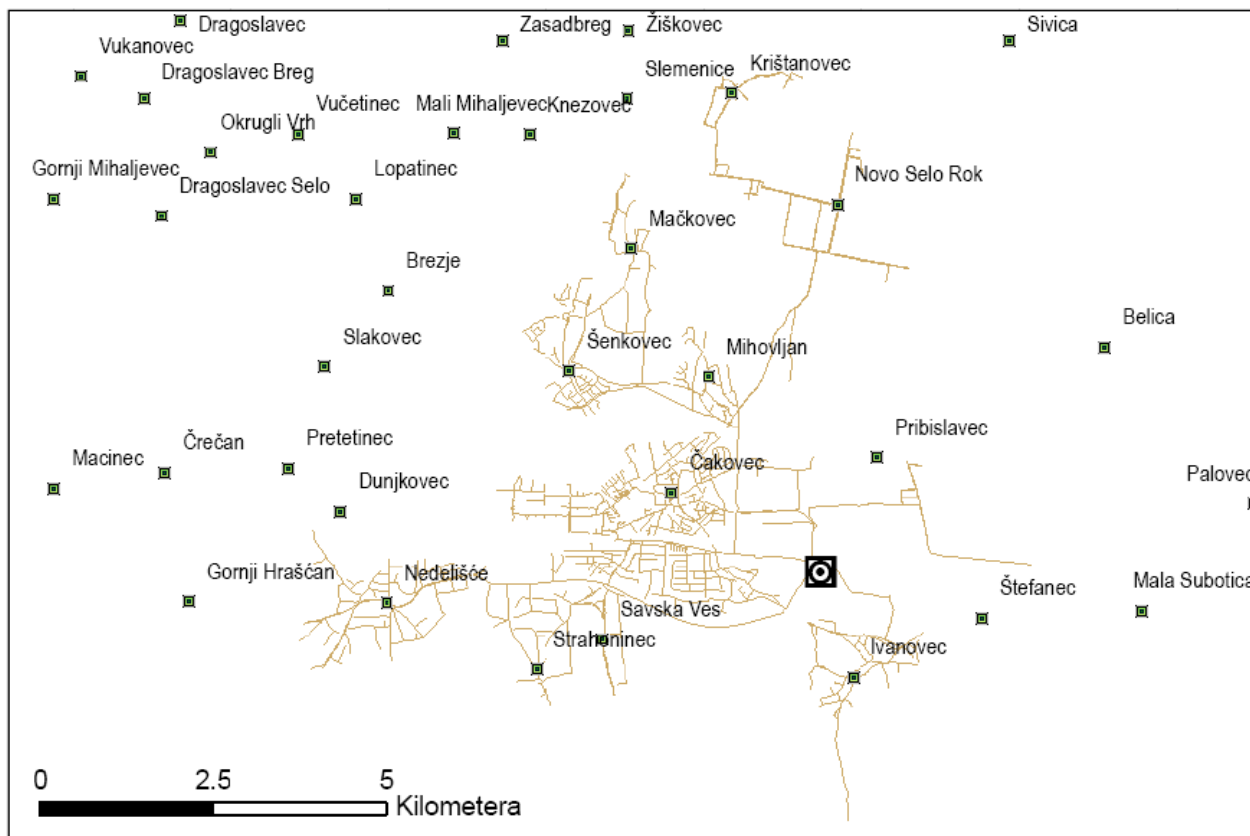 Dragoslavec
Zasadbreg
Žiškovec
Sivica
Vukanovec
Dragoslavec Breg
Slemenice
Krištanovec
Okrugli Vrh
Vučetinec
Mali Mihaljevec
Knezovec
Gornji Mihaljevec
Dragoslavec Selo
Lopatinec
Novo Selo Rok
Mačkovec
Brezje
Belica
Slakovec
Šenkovec
Mihovljan
Pribislavec
Macinec
Črečan
Pretetinec
Čakovec
Palovec
Dunjkovec
Gornji Hrašćan
Nedelišće
Štefanec
Mala Subotica
Savska Ves
Strahoninec
Ivanovec
0 2.5 5
Kilometera